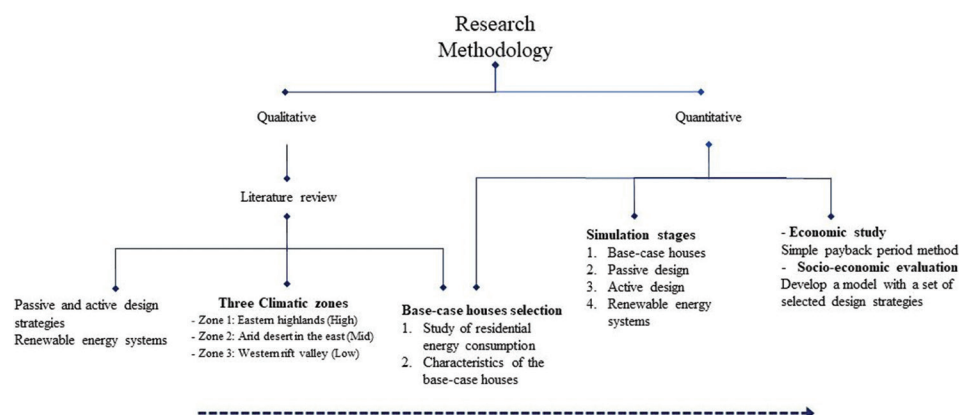 Research
Methodology
Qualitative
Quantitative
Literature review
Passive and active design
strategies
Renewable energy systems
Three Climatic zones
- Zone 1: Eastern highlands (High)
- Zone 2: Arid desert in the east (Mid)
- Zone 3: Western rift valley (Low)
Base-case houses selection
1. Study of residential
energy consumption
2. Characteristics of the
base-case houses
Simulation stages
1. Base-case houses
2. Passive design
3. Active design
4. Renewable energy
systems
- Economic study
Simple payback period method
- Socio-economic evaluation
Develop a model with a set of
selected design strategies